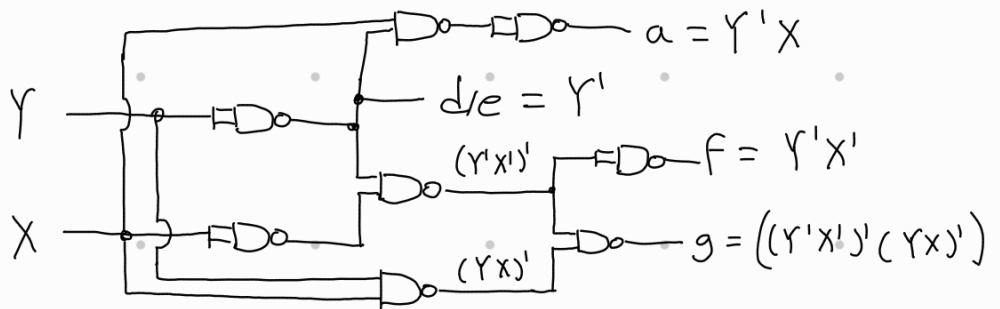 a = Y'X
Y
d/e = Y'
(Y'X')'
f = Y'X'
X
(YX)'
g = ((Y'X')'(YX)')